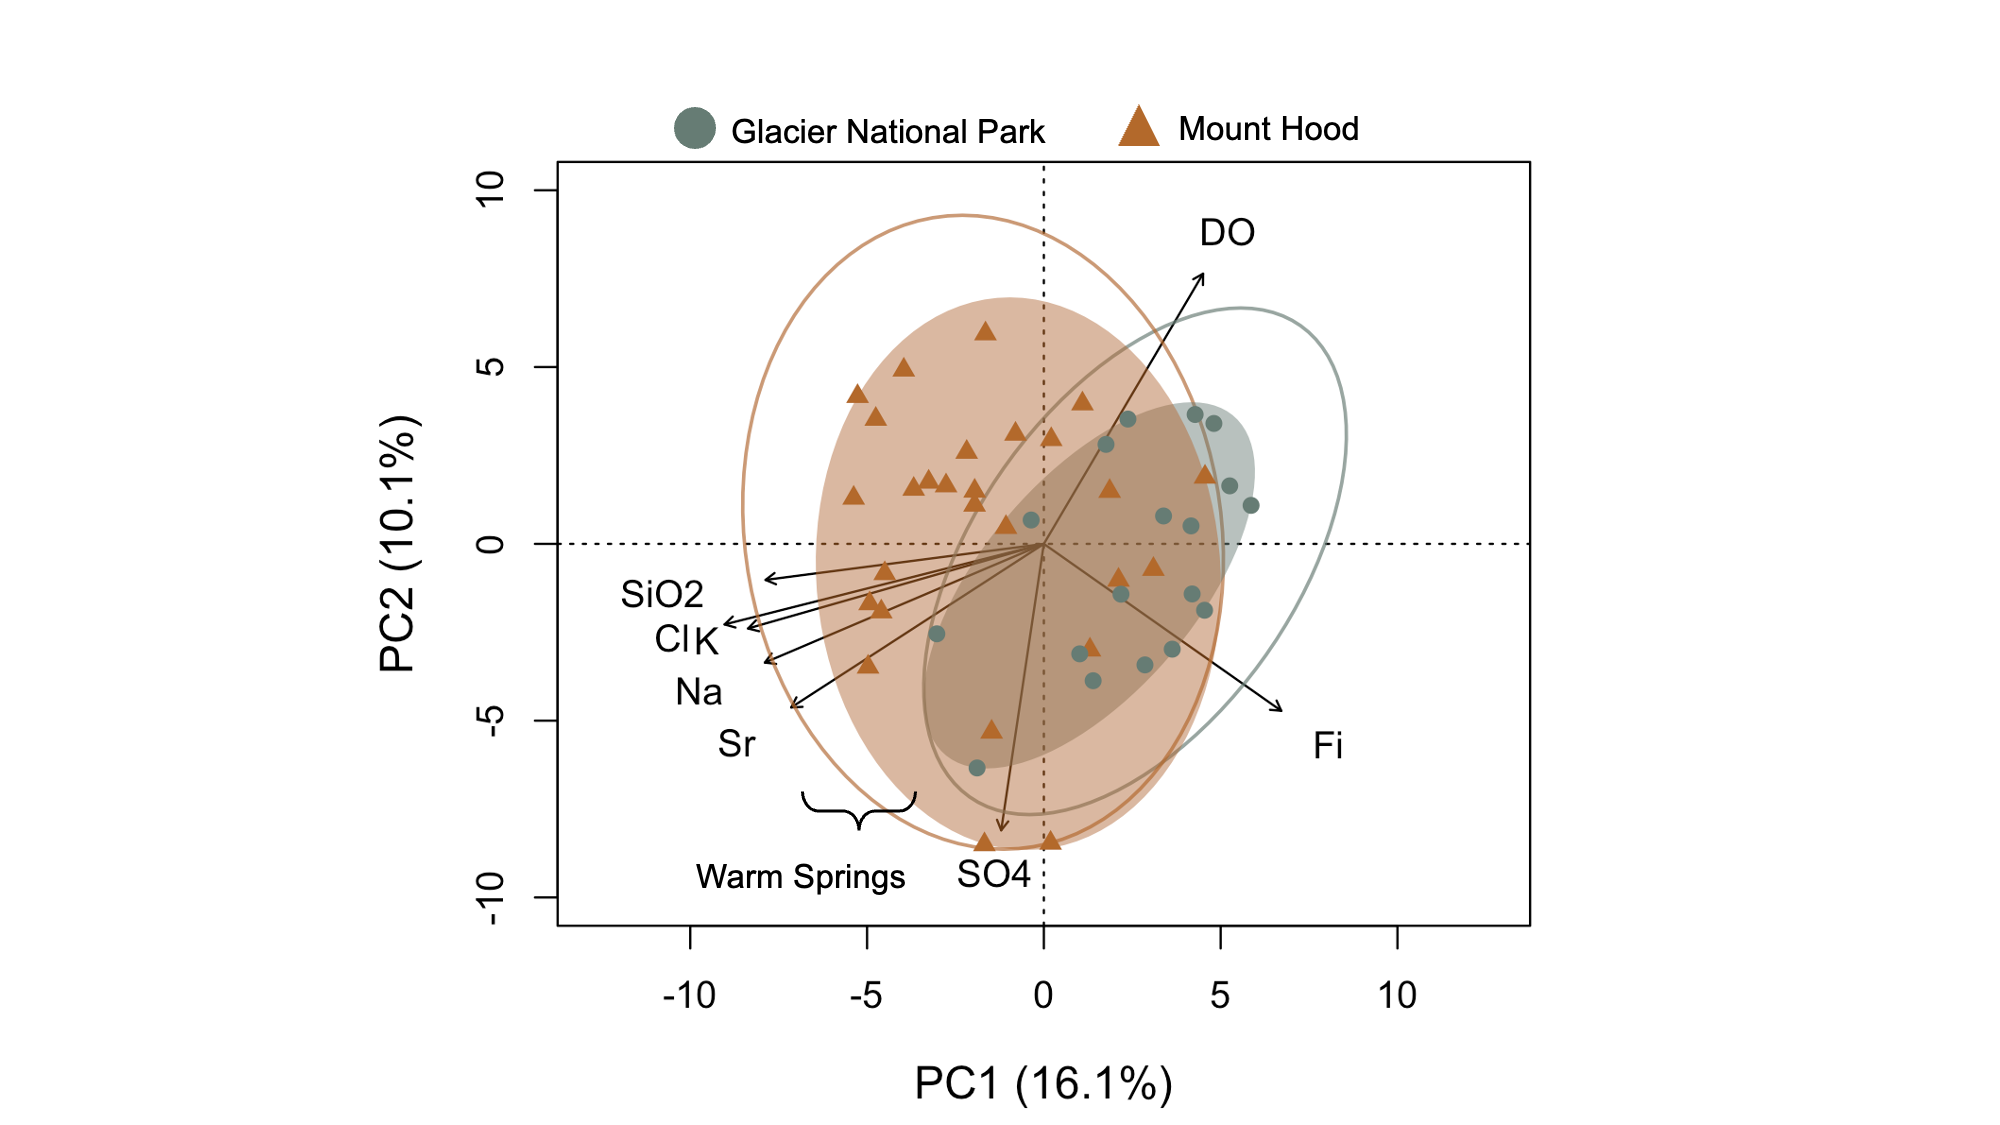 Glacier National Park
Mount Hood
10
5
0
-5
-10
PC2 (10.1%)
DO
SiO2
Cl
K
Na
Sr
Fi
Warm Springs
SO4
-10
-5
0
5
10
PC1 (16.1%)